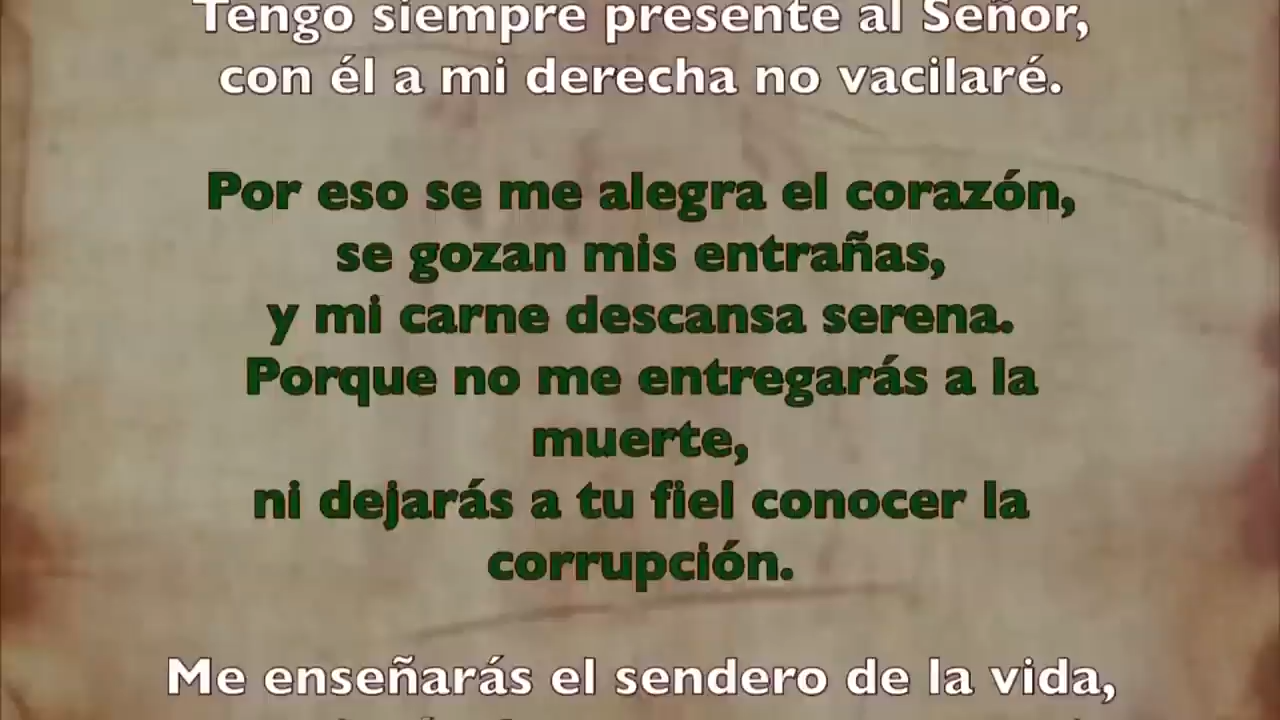 Tengo siempre presente al Señor,
con él a mi derecha no vacilaré.
Por eso se me alegra el corazón,
se gozan mis entrañas,
y mi carne descansa serena.
Porque no me entregarás a la
muerte,
ni dejarás a tu fiel conocer la
corrupción.
Me enseñarás el sendero de la vida,